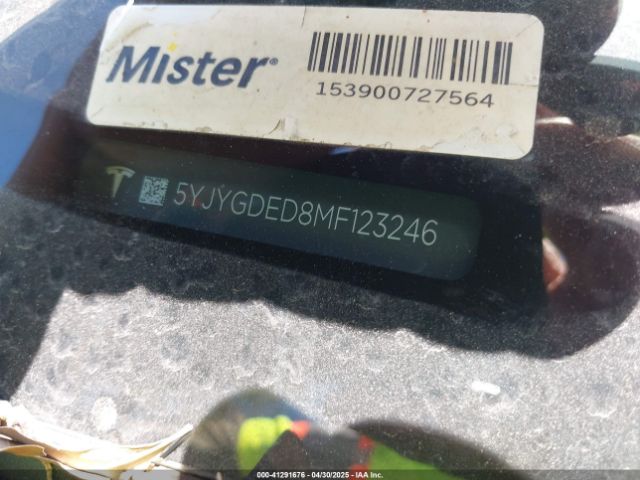 Mister®
153900727564
5YJYGDED8MF123246
000-41291676 - 04/30/2025 - IAA Inc.